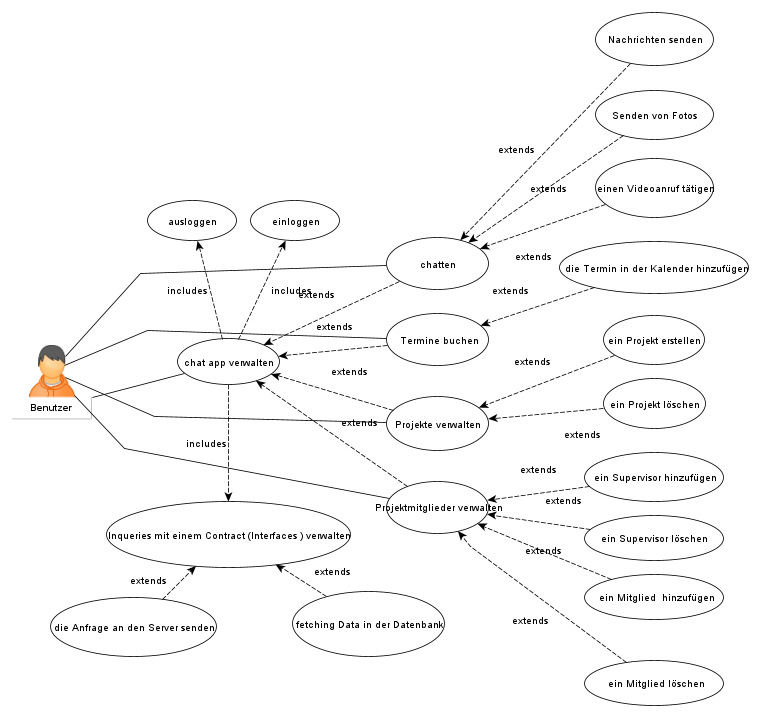 Nachrichten senden
Senden von Fotos
extends
einen Videoanruf tätigen
extends
ausloggen
einloggen
chatten
extends
die Termin in der Kalender hinzufügen
includes
includes
extends
extends
extends
Termine buchen
ein Projekt erstellen
chat app verwalten
extends
extends
Benutzer
ein Projekt löschen
Projekte verwalten
extends
extends
includes
extends
ein Supervisor hinzufügen
extends
Projektmitglieder verwalten
Inqueries mit einem Contract (Interfaces ) verwalten
ein Supervisor löschen
extends
extends
extends
ein Mitglied  hinzufügen
extends
die Anfrage an den Server senden
fetching Data in der Datenbank
ein Mitglied löschen